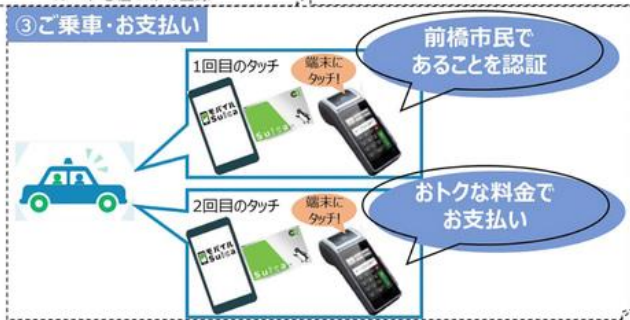 ③ご乗車・お支払い
1回目のタッチ
端末に
タッチ!
モバイル
Suica
Suica
前橋市民で
あることを認証
2回目のタッチ
端末に
タッチ!
モバイル
Suica
Suica
おトクな料金で
お支払い